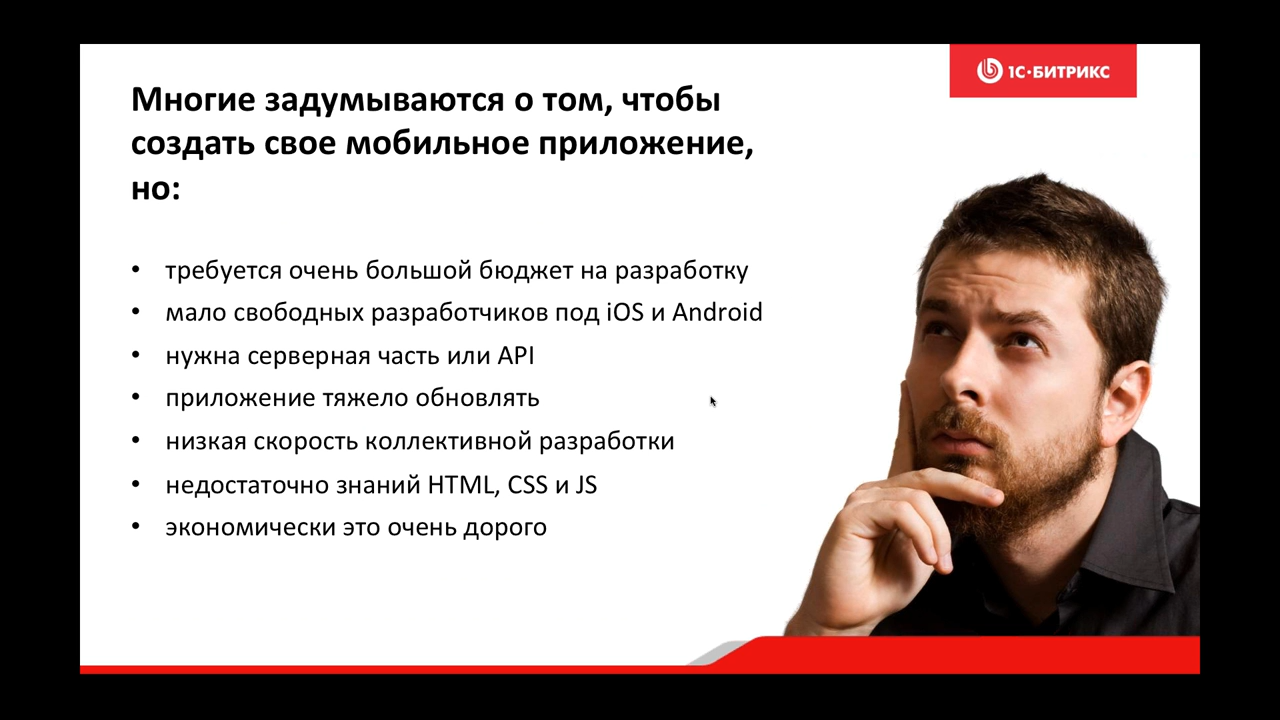 1С·БИТРИКС
Многие задумываются о том, чтобы
создать свое мобильное приложение,
но:
• требуется очень большой бюджет на разработку
• мало свободных разработчиков под iOS и Android
• нужна серверная часть или API
• приложение тяжело обновлять
• низкая скорость коллективной разработки
• недостаточно знаний HTML, CSS и JS
• экономически это очень дорого